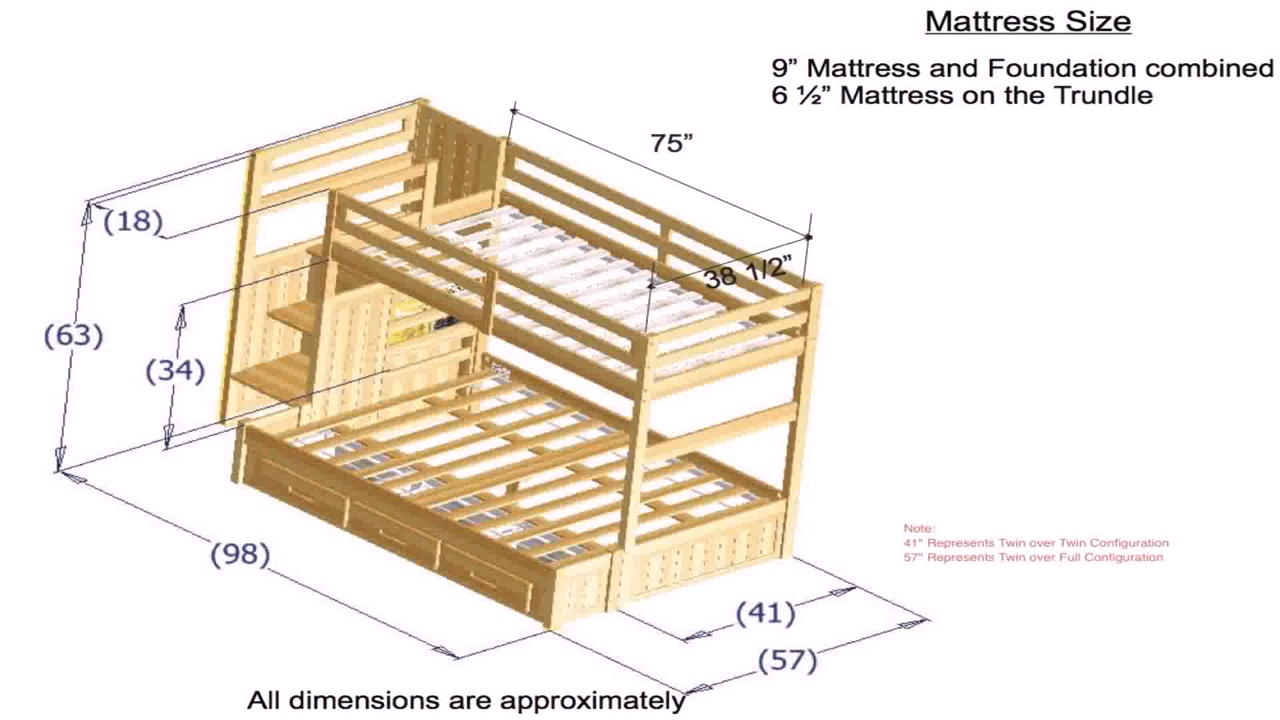 Mattress Size
9” Mattress and Foundation combined
6 ½” Mattress on the Trundle
75”
(18)
38 1/2”
(63)
(34)
Note:
41" Represents Twin over Twin Configuration
57" Represents Twin over Full Configuration
(98)
(41)
(57)
All dimensions are approximately